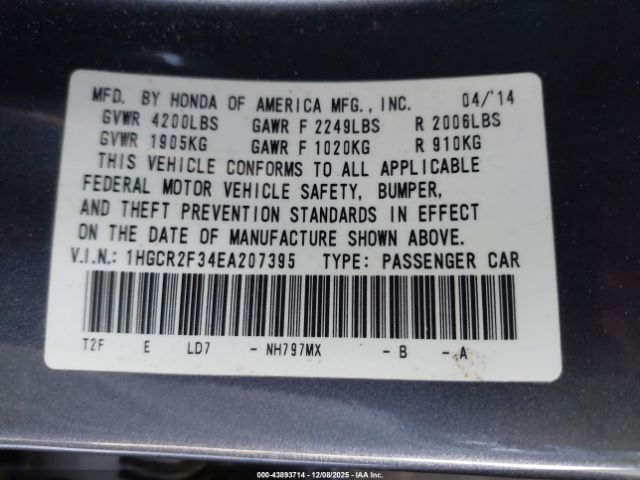 MFD. BY HONDA OF AMERICA MFG., INC. 04/'14
GVWR 4200LBS GAWR F 2249LBS R 2006LBS
GVWR 1905KG GAWR F 1020KG R 910KG
THIS VEHICLE CONFORMS TO ALL APPLICABLE
FEDERAL MOTOR VEHICLE SAFETY, BUMPER,
AND THEFT PREVENTION STANDARDS IN EFFECT
ON THE DATE OF MANUFACTURE SHOWN ABOVE.
V.I.N.: 1HGCR2F34EA207395 TYPE: PASSENGER CAR
T2F E LD7 - NH797MX - B - A
000-43893714 - 12/08/2025 - IAA Inc.